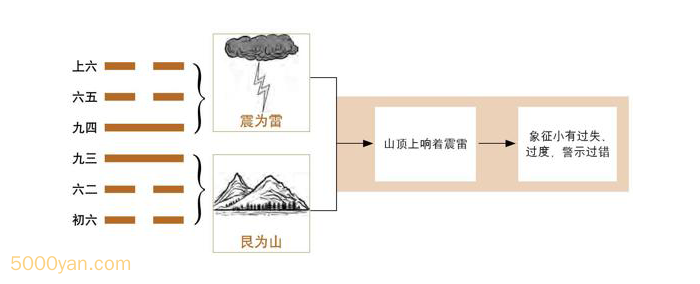 上六
六五
九四
九三
六二
初六
震为雷
艮为山
山顶上响着震雷
象征小有过失、
过度，警示过错
5000yan.com